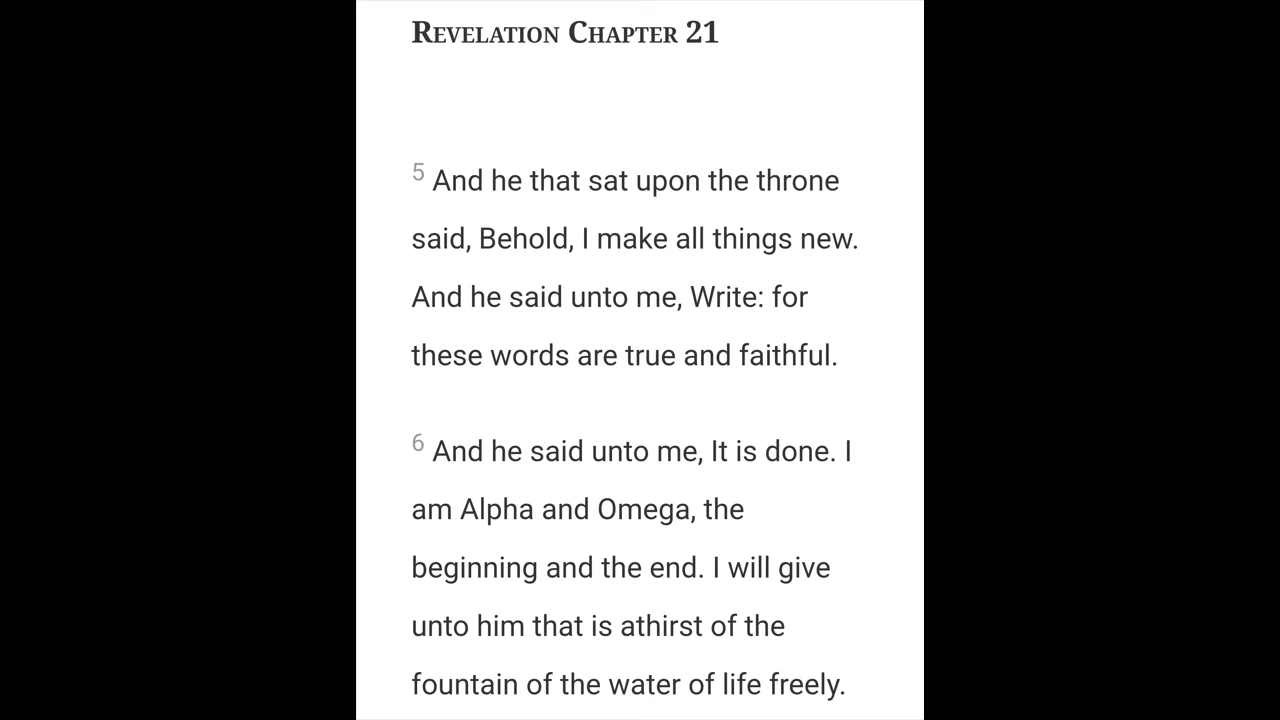 Revelation Chapter 21
5 And he that sat upon the throne
said, Behold, I make all things new.
And he said unto me, Write: for
these words are true and faithful.
6 And he said unto me, It is done. I
am Alpha and Omega, the
beginning and the end. I will give
unto him that is athirst of the
fountain of the water of life freely.